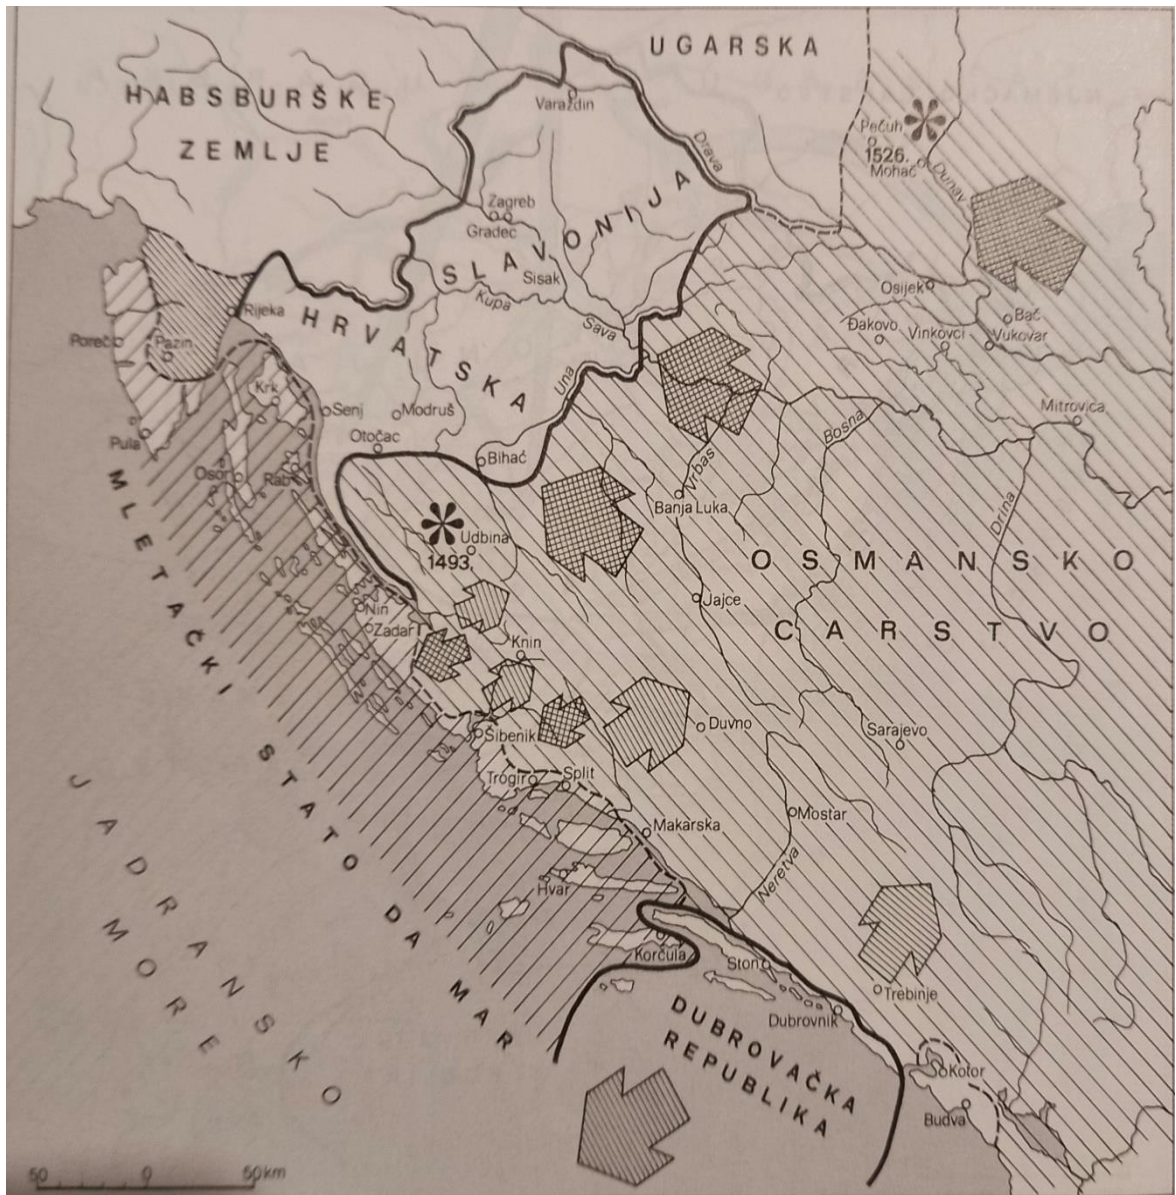 UGARSKA
HABSBURŠKE
ZEMLJE
Varaždin
Drava
Pečuh
1526.
Mohač
Dunav
Zagreb
Gradec
SLAVONIJA
Sisak
Kupa
Sava
Rijeka
HRVATSKA
Osijek
Bač
Đakovo
Vinkovci
Vukovar
Poreč
Pazin
Krk
Una
Senj
Modruš
Mitrovica
Pula
Otočac
Bihać
Bosna
Osor
Rab
Vrbas
Banja Luka
Drina
Udbina
1493.
OSMANSKO
CARSTVO
MLETAČKI STATO DA MAR
Nin
Zadar
Jajce
Knin
Šibenik
Duvno
Sarajevo
Trogir
Split
Makarska
Mostar
Neretva
JADRANSKO
MORE
Hvar
Korčula
Ston
Trebinje
DUBROVAČKA
REPUBLIKA
Dubrovnik
Kotor
Budva
50 0 50km